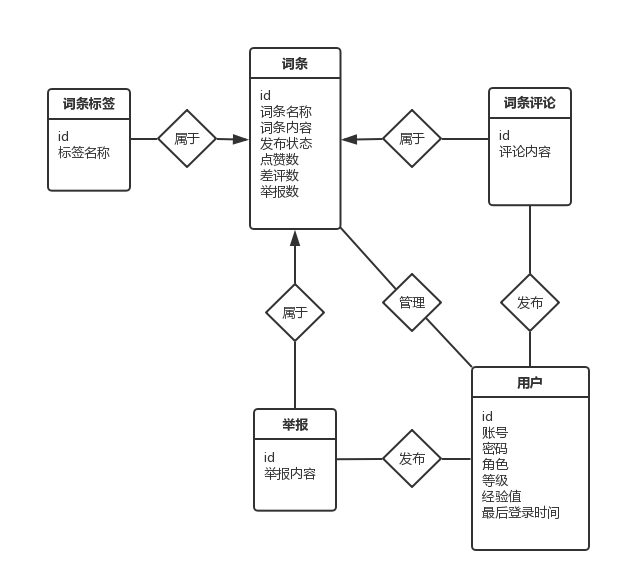 词条
id
词条名称
词条内容
发布状态
点赞数
差评数
举报数
词条标签
id
标签名称
属于
属于
词条评论
id
评论内容
属于
管理
发布
举报
id
举报内容
发布
用户
id
账号
密码
角色
等级
经验值
最后登录时间